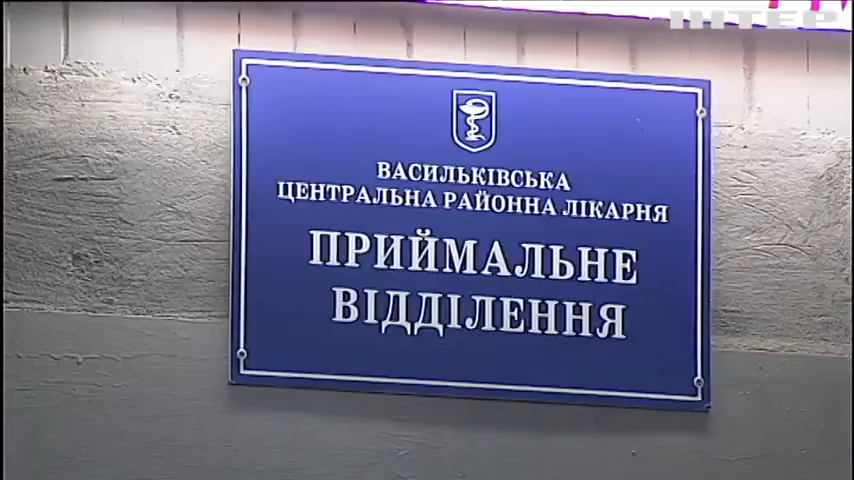 ІНТЕР
ВАСИЛЬКІВСЬКА
ЦЕНТРАЛЬНА РАЙОННА ЛІКАРНЯ
ПРИЙМАЛЬНЕ
ВІДДІЛЕННЯ